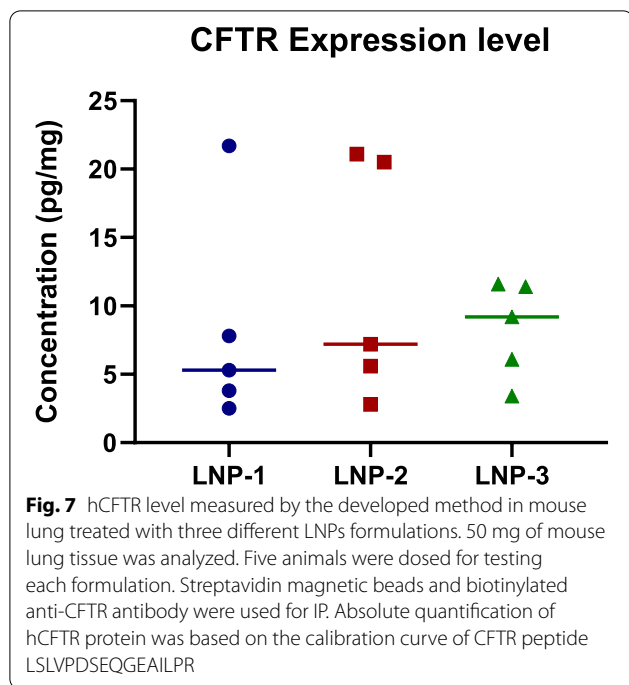 CFTR Expression level
Concentration (pg/mg)
25
20
15
10
5
0
LNP-1 LNP-2 LNP-3
Fig. 7 hCFTR level measured by the developed method in mouse
lung treated with three different LNPs formulations. 50 mg of mouse
lung tissue was analyzed. Five animals were dosed for testing
each formulation. Streptavidin magnetic beads and biotinylated
anti-CFTR antibody were used for IP. Absolute quantification of
hCFTR protein was based on the calibration curve of CFTR peptide
LSLVPDSEQGEAILPR